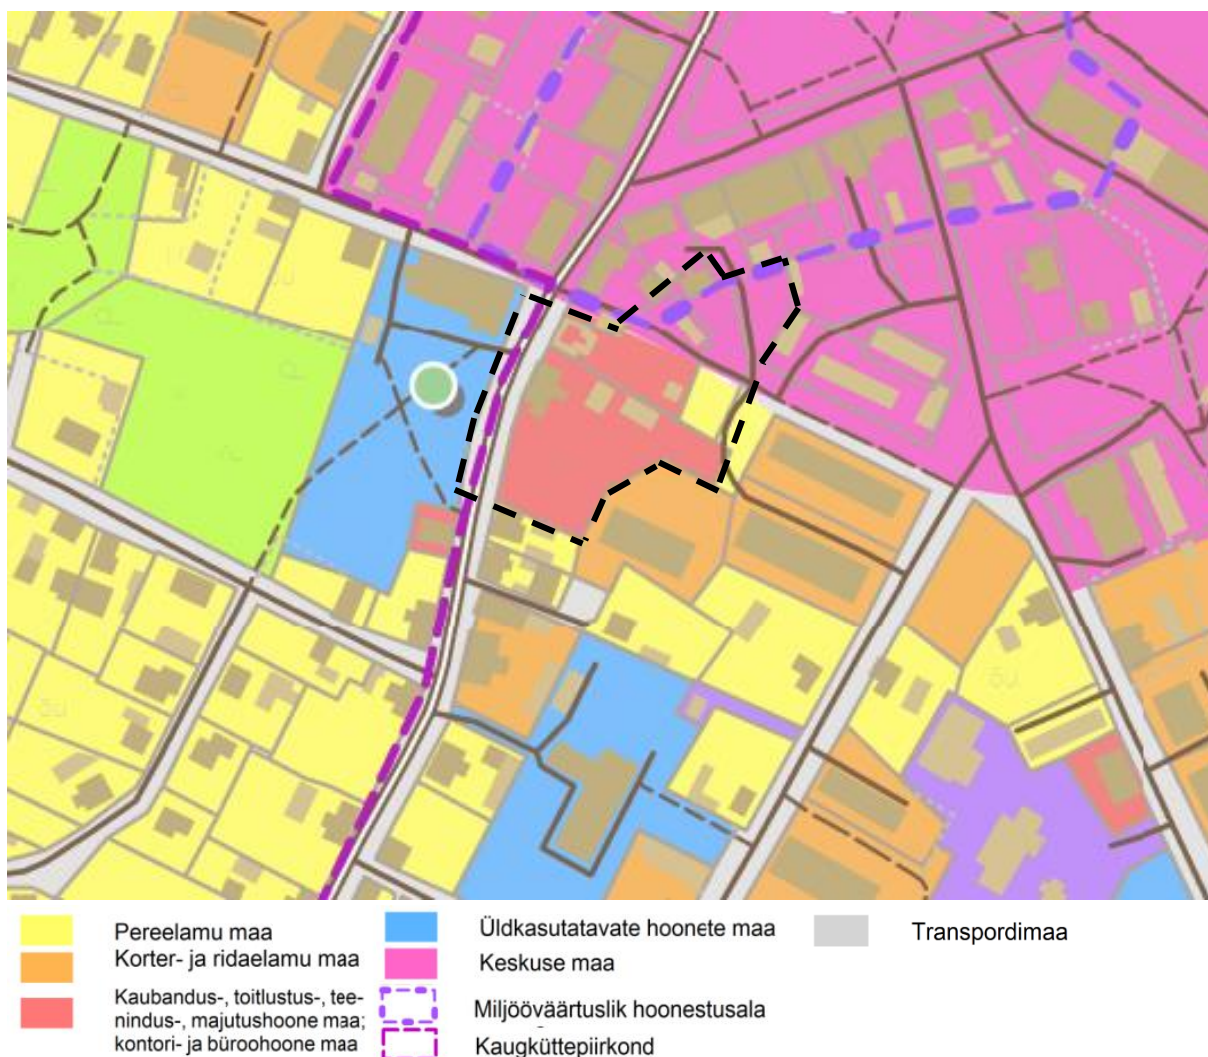 Pereelamu maa
Korter- ja ridaelamu maa
Kaubandus-, toitlustus-, tee-
nindus-, majutushoone maa;
kontori- ja büroohoone maa
Üldkasutatavate hoonete maa
Keskuse maa
Miljööväärtuslik hoonestusala
Kaugküttepiirkond
Transpordimaa